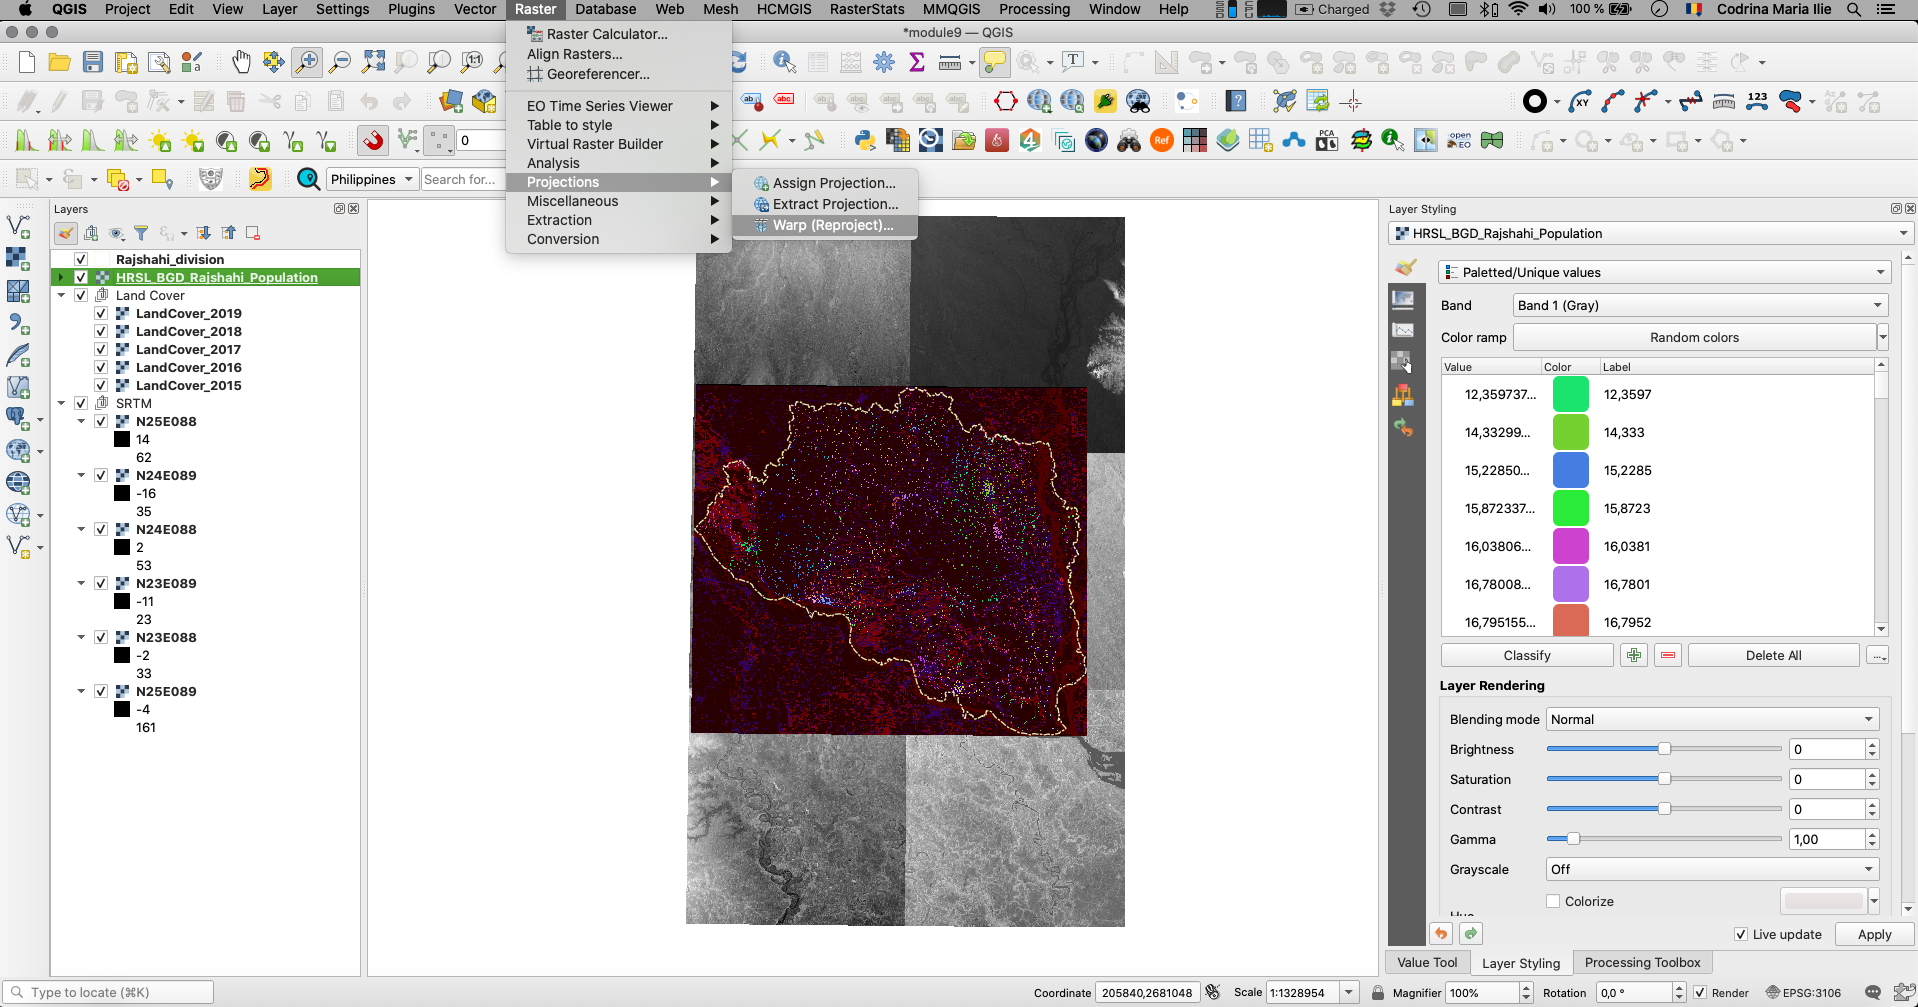 QGIS Project Edit View Layer Settings Plugins Vector Raster Database Web Mesh HCMGIS RasterStats MMQGIS Processing Window Help Charged 100 % Codrina Maria Ilie
*module9 — QGIS
Raster Calculator...
Align Rasters...
Georeferencer...
EO Time Series Viewer
Table to style
Virtual Raster Builder
Analysis
Projections
Miscellaneous
Extraction
Conversion
Assign Projection...
Extract Projection...
Warp (Reproject)...
0
Philippines
Search for...
Layers
Rajshahi_division
HRSL_BGD_Rajshahi_Population
Land Cover
LandCover_2019
LandCover_2018
LandCover_2017
LandCover_2016
LandCover_2015
SRTM
N25E088
14
62
N24E089
-16
35
N24E088
2
53
N23E089
-11
23
N23E088
-2
33
N25E089
-4
161
Layer Styling
HRSL_BGD_Rajshahi_Population
Paletted/Unique values
Band Band 1 (Gray)
Color ramp Random colors
Value Color Label
12,359737... 12,3597
14,33299... 14,333
15,22850... 15,2285
15,872337... 15,8723
16,03806... 16,0381
16,78008... 16,7801
16,795155... 16,7952
Classify Delete All ...
Layer Rendering
Blending mode Normal
Brightness 0
Saturation 0
Contrast 0
Gamma 1,00
Grayscale Off
Colorize
Live update Apply
Value Tool Layer Styling Processing Toolbox
Type to locate (⌘K) Coordinate 205840,2681048 Scale 1:1328954 Magnifier 100% Rotation 0,0 ° Render EPSG:3106